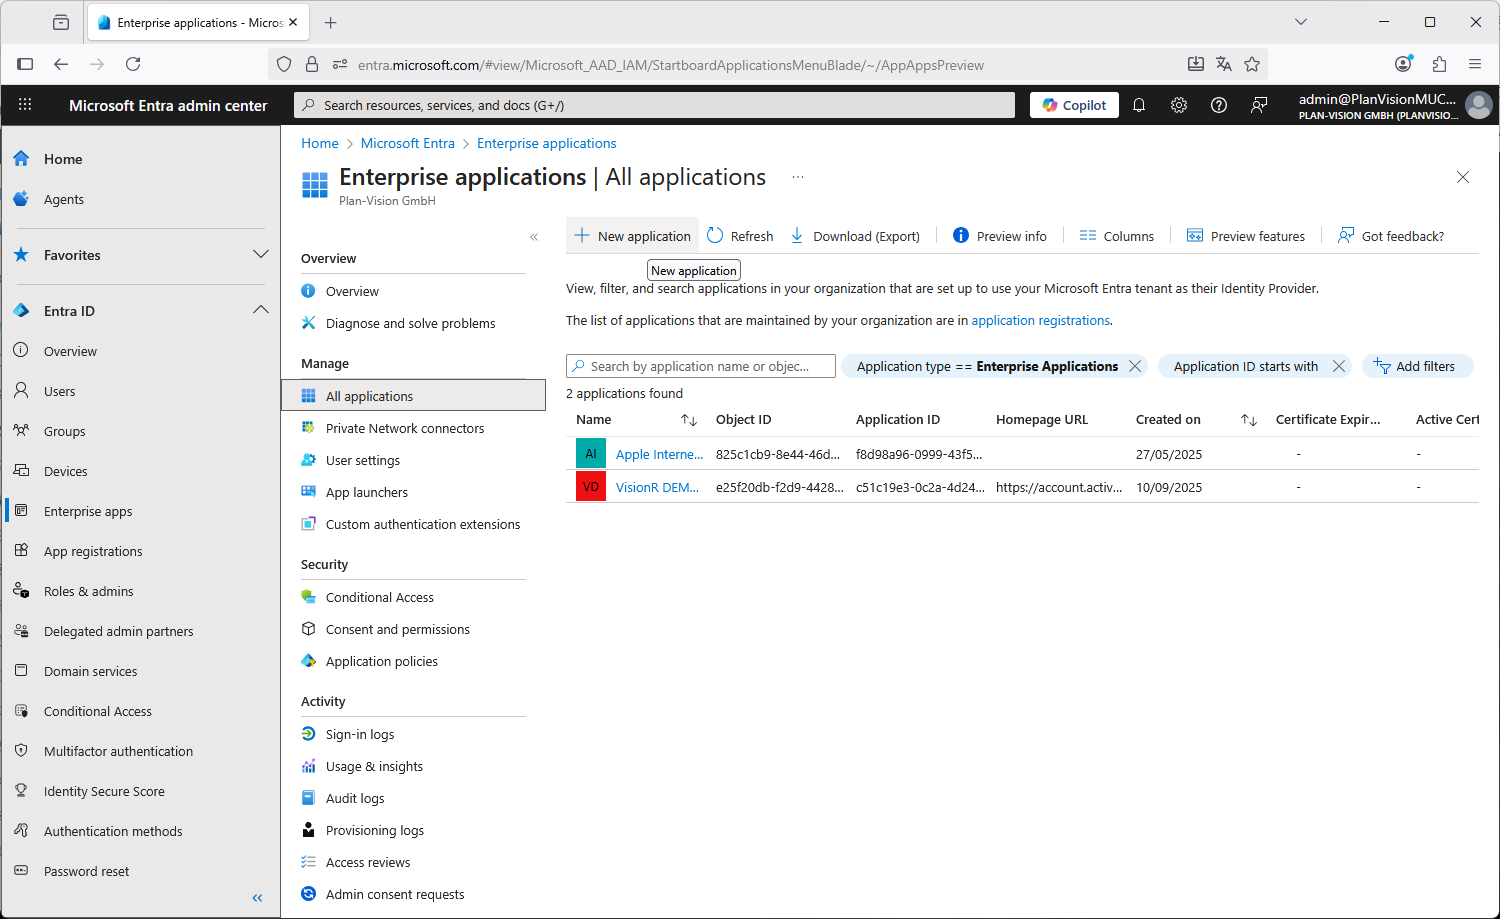 Enterprise applications - Micros
entra.microsoft.com/#view/Microsoft_AAD_IAM/StartboardApplicationsMenuBlade/~/AppAppsPreview
Microsoft Entra admin center
Search resources, services, and docs (G+/)
Copilot
admin@PlanVisionMUC...
PLAN-VISION GMBH (PLANVISIO...
Home
Agents
Favorites
Entra ID
Overview
Users
Groups
Devices
Enterprise apps
App registrations
Roles & admins
Delegated admin partners
Domain services
Conditional Access
Multifactor authentication
Identity Secure Score
Authentication methods
Password reset
Home > Microsoft Entra > Enterprise applications
Enterprise applications | All applications ...
Plan-Vision GmbH
Overview
Overview
Diagnose and solve problems
Manage
All applications
Private Network connectors
User settings
App launchers
Custom authentication extensions
Security
Conditional Access
Consent and permissions
Application policies
Activity
Sign-in logs
Usage & insights
Audit logs
Provisioning logs
Access reviews
Admin consent requests
New application Refresh Download (Export) Preview info Columns Preview features Got feedback?
New application
View, filter, and search applications in your organization that are set up to use your Microsoft Entra tenant as their Identity Provider.
The list of applications that are maintained by your organization are in application registrations.
Search by application name or objec... Application type == Enterprise Applications Application ID starts with Add filters
2 applications found
Name Object ID Application ID Homepage URL Created on Certificate Expir... Active Cert
AI Apple Interne... 825c1cb9-8e44-46d... f8d98a96-0999-43f5... 27/05/2025 - -
VD VisionR DEM... e25f20db-f2d9-4428... c51c19e3-0c2a-4d24... https://account.activ... 10/09/2025 - -